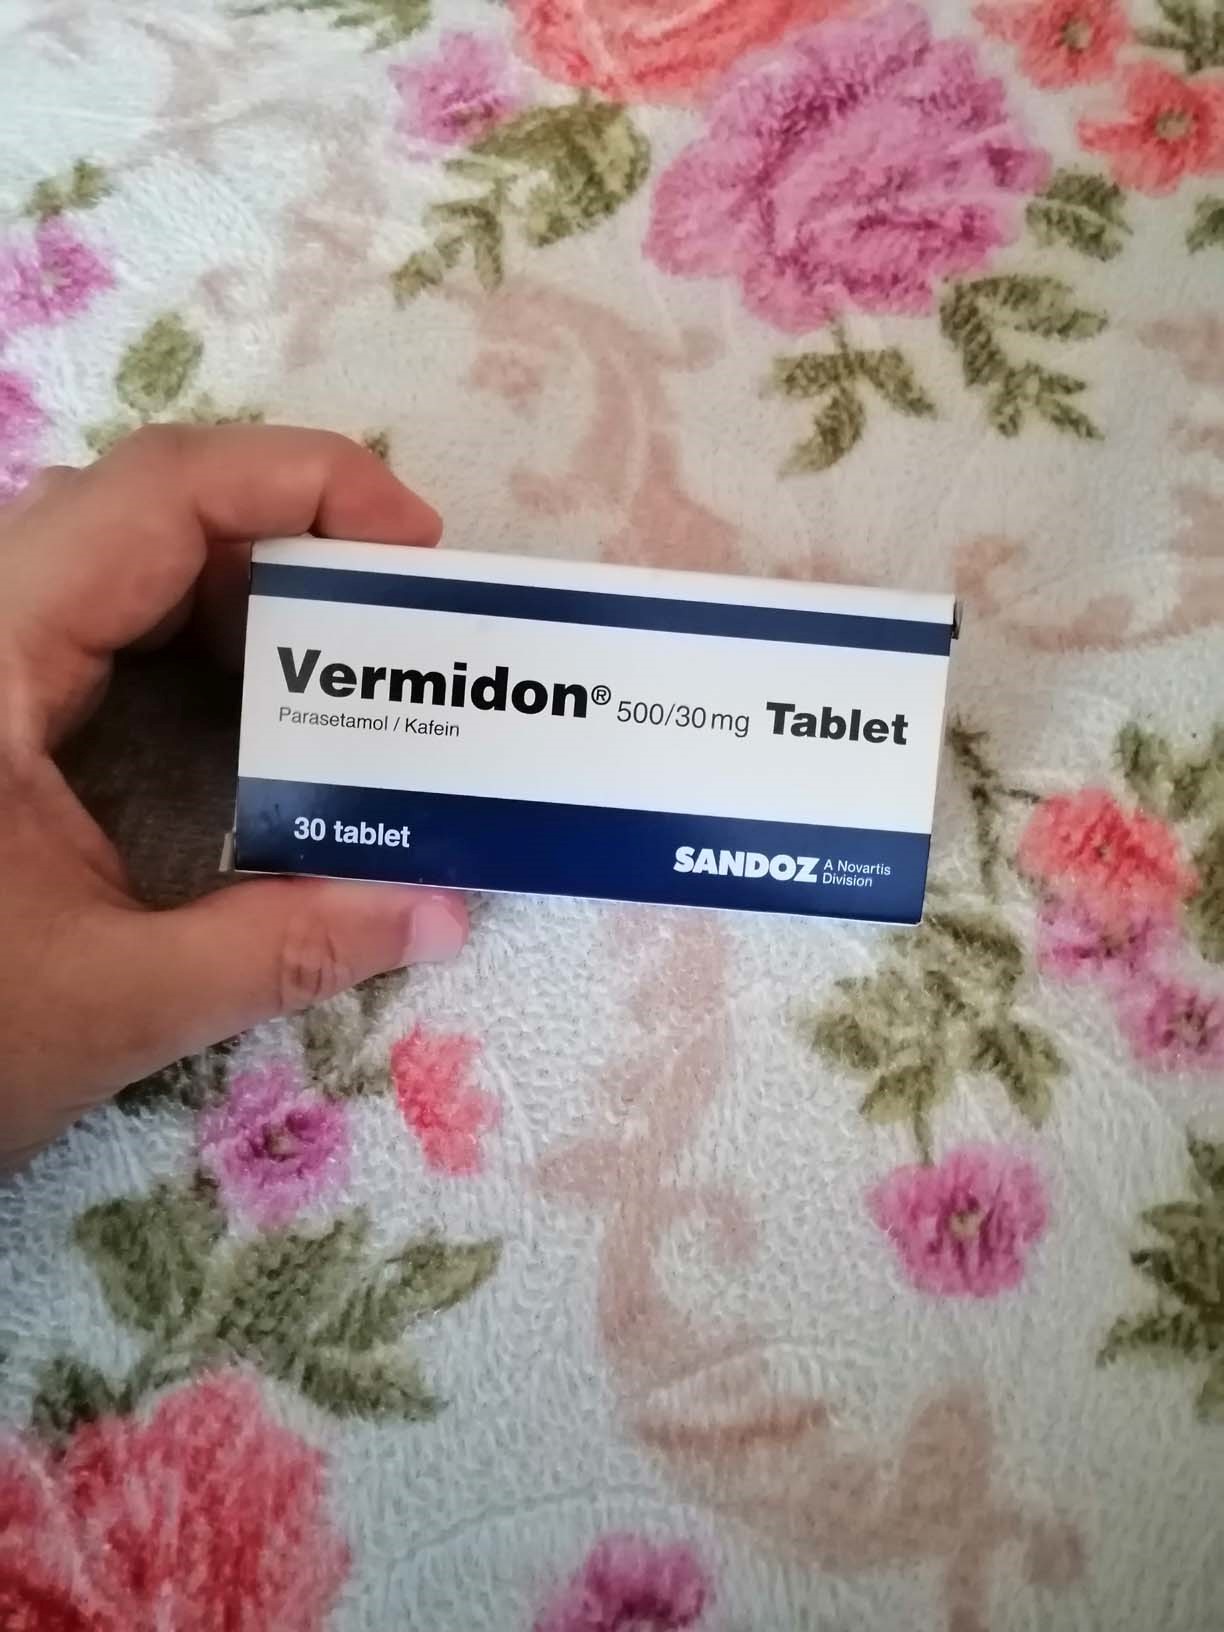 Vermidon® 500/30 mg Tablet
Parasetamol / Kafein
30 tablet
SANDOZ A Novartis
Division